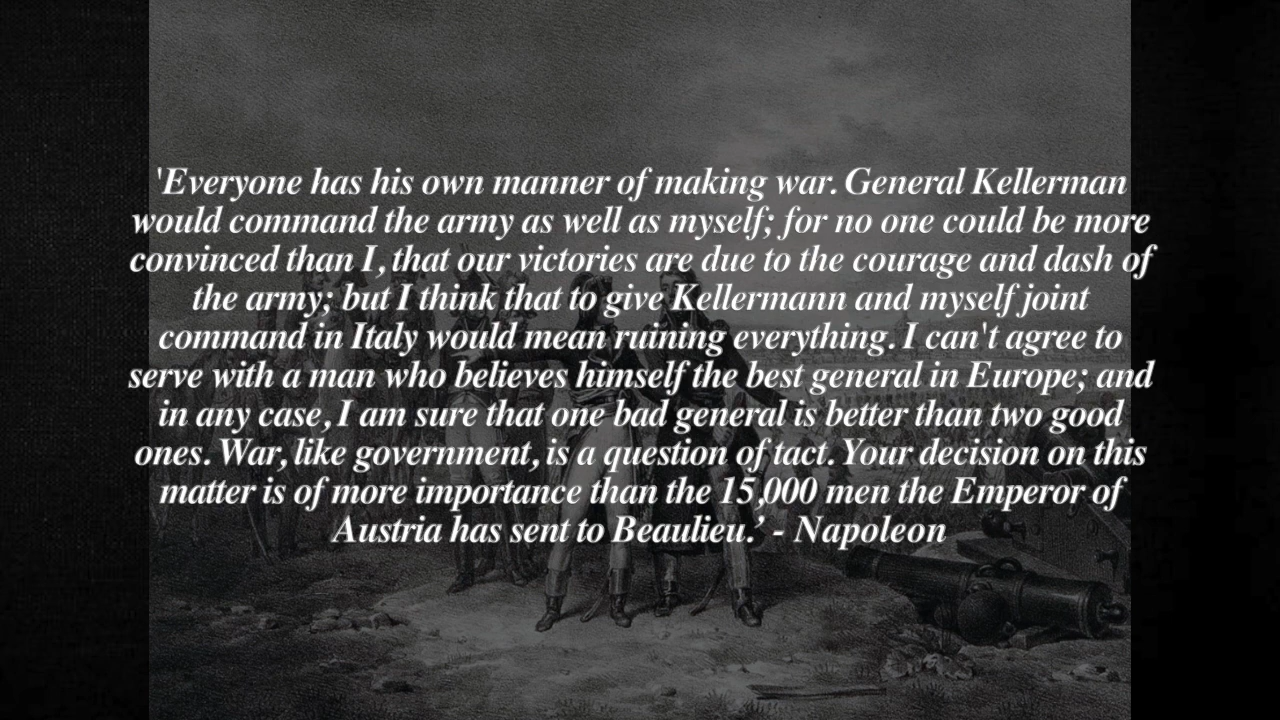 'Everyone has his own manner of making war. General Kellerman
would command the army as well as myself; for no one could be more
convinced than I, that our victories are due to the courage and dash of
the army; but I think that to give Kellermann and myself joint
command in Italy would mean ruining everything. I can't agree to
serve with a man who believes himself the best general in Europe; and
in any case, I am sure that one bad general is better than two good
ones. War, like government, is a question of tact. Your decision on this
matter is of more importance than the 15,000 men the Emperor of
Austria has sent to Beaulieu.’ - Napoleon